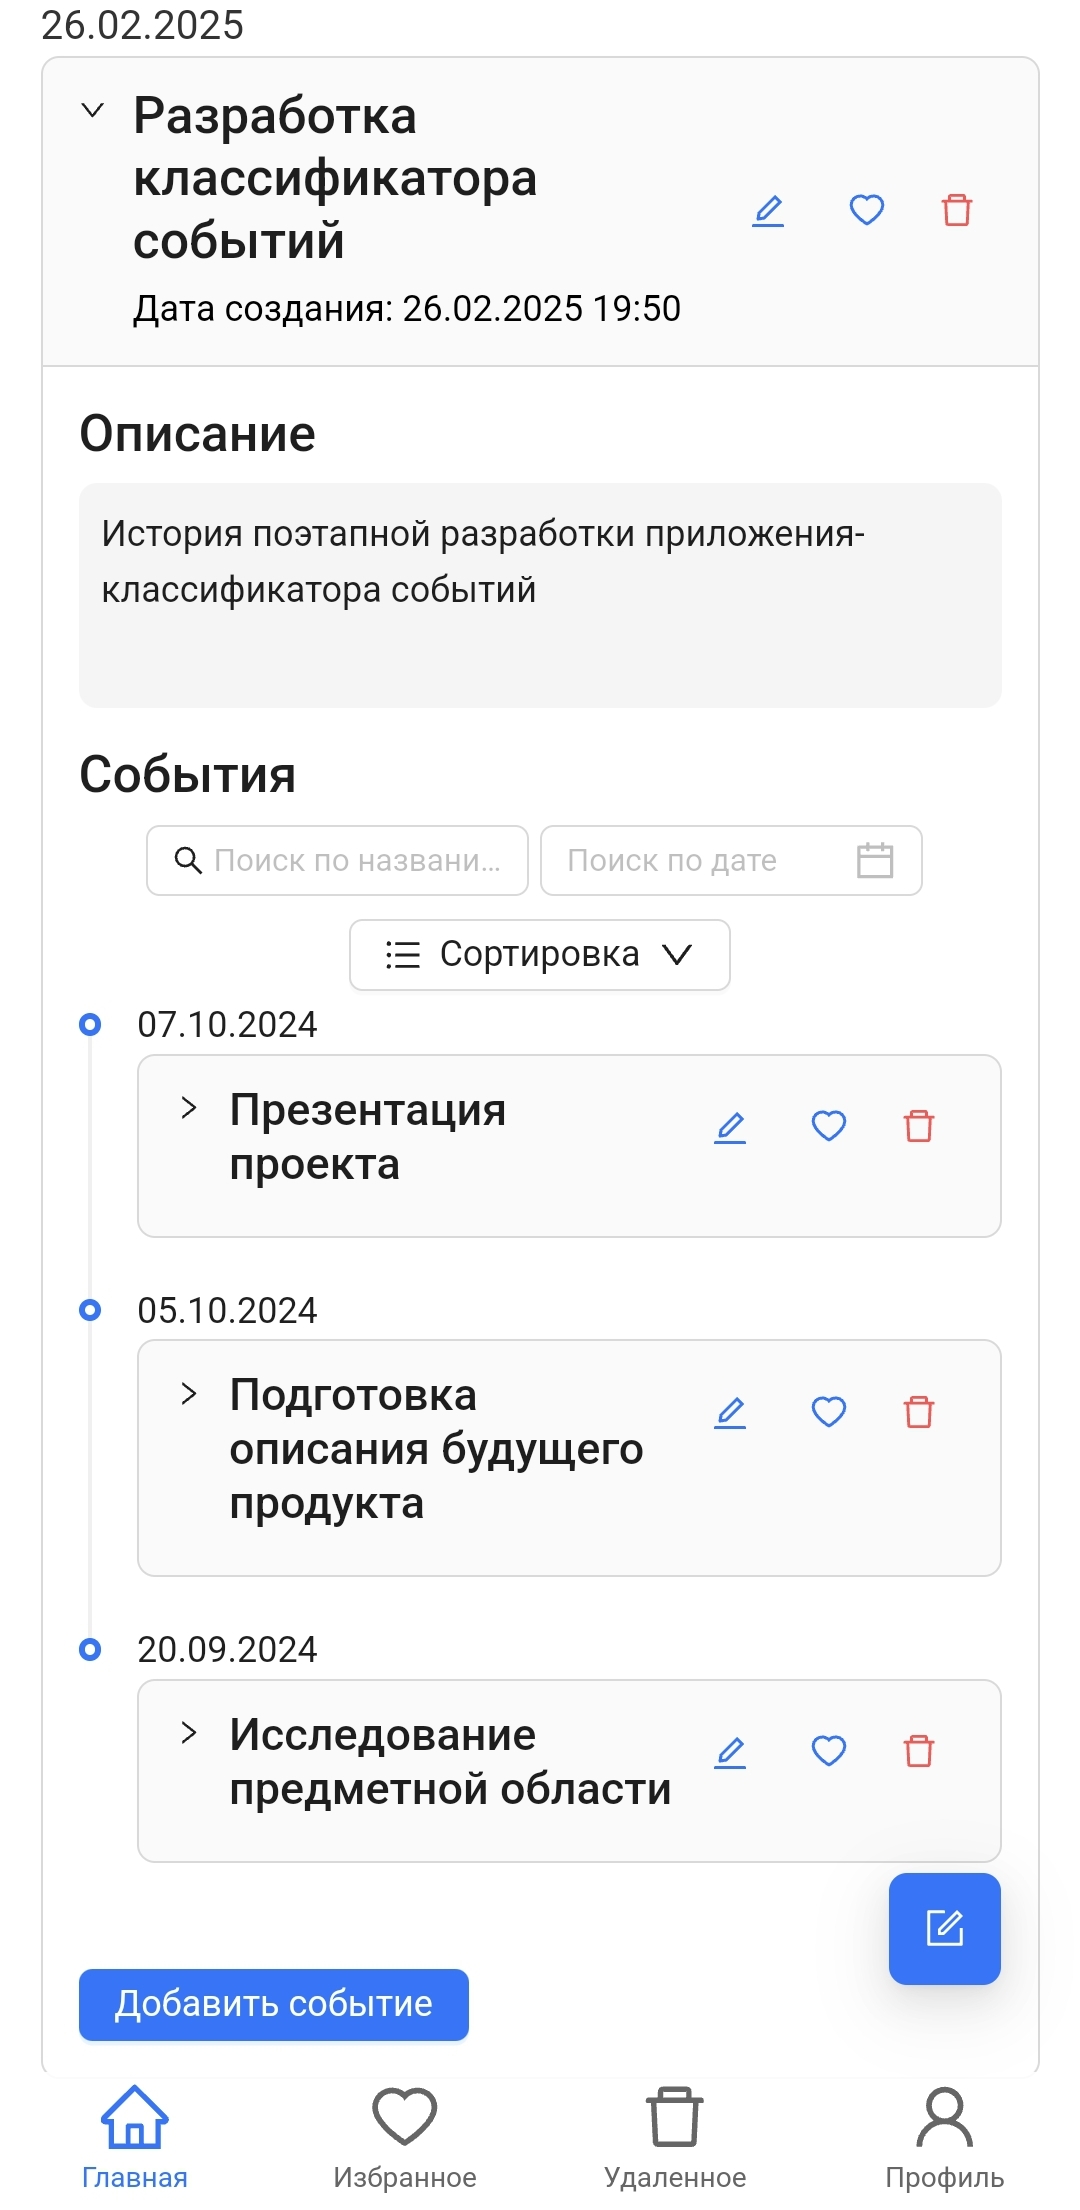 26.02.2025
Разработка
классификатора
событий
Дата создания: 26.02.2025 19:50
Описание
История поэтапной разработки приложения-
классификатора событий
События
Поиск по названи...
Поиск по дате
Сортировка
07.10.2024
Презентация
проекта
05.10.2024
Подготовка
описания будущего
продукта
20.09.2024
Исследование
предметной области
Добавить событие
Главная
Избранное
Удаленное
Профиль